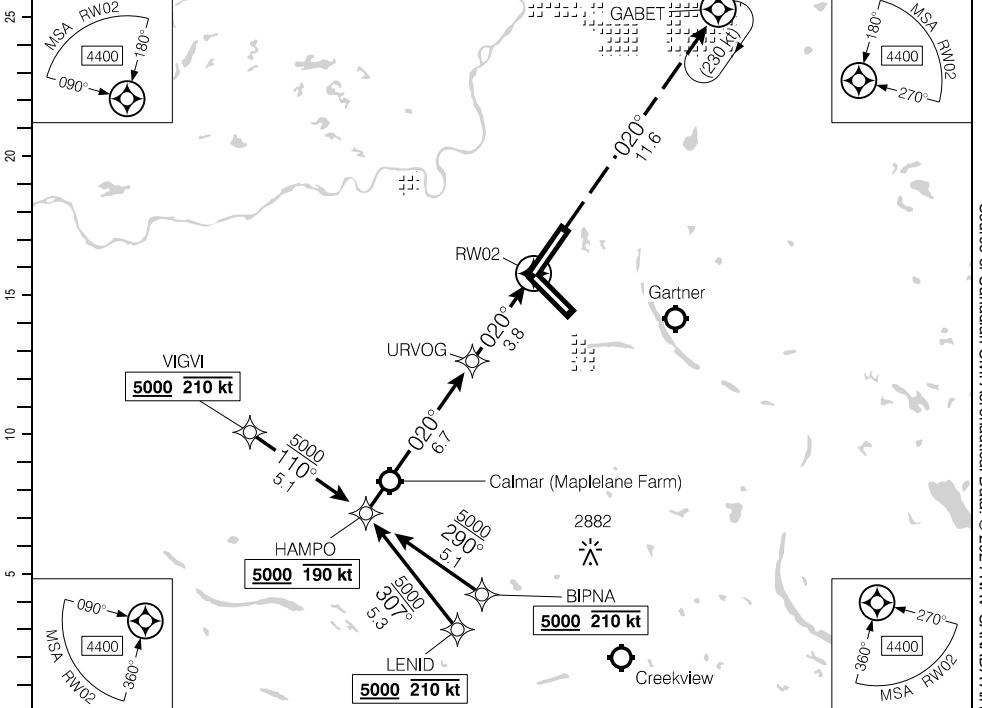 25
20
15
10
5
MSA RW02
4400
180°
090°
GABET
(230 kt)
MSA RW02
4400
180°
270°
020°
11.6
RW02
Gartner
020°
3.8
URVOG
VIGVI
5000 210 kt
020°
6.7
5000
110°
5.1
Calmar (Maplelane Farm)
HAMPO
5000 190 kt
5000
290°
5.1
2882
5000
307°
5.3
BIPNA
5000 210 kt
LENID
5000 210 kt
Creekview
090°
4400
360°
MSA RW02
270°
4400
360°
MSA RW02